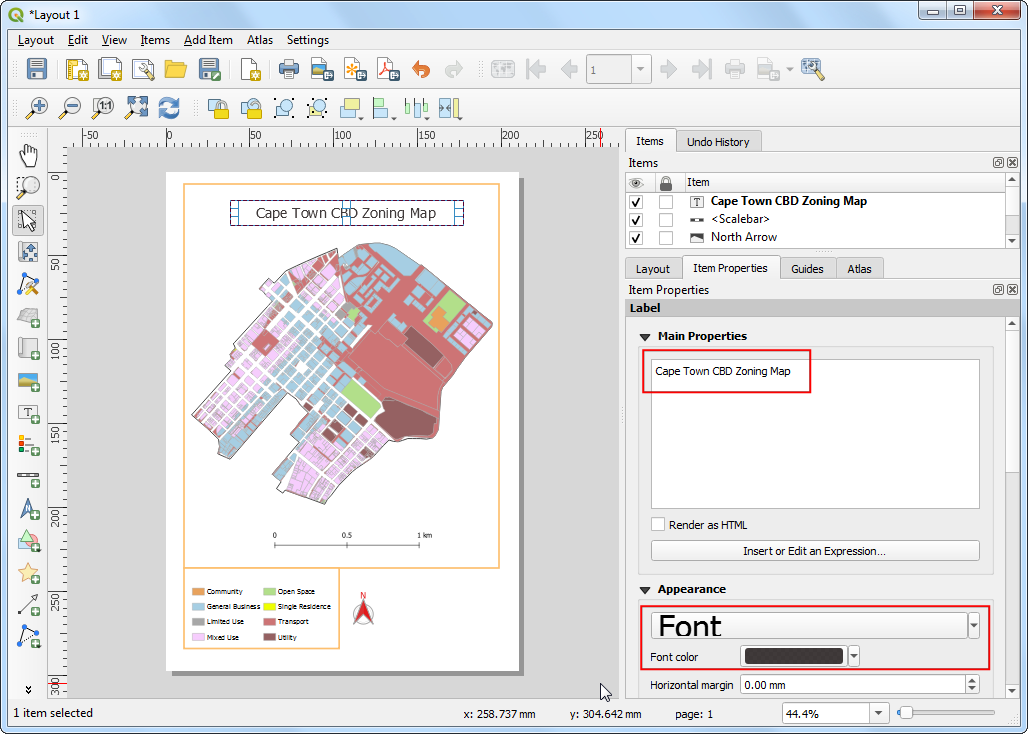 *Layout 1
Layout Edit View Items Add Item Atlas Settings
1:1
1
-50 0 50 100 150 200 250
0
50
100
150
200
250
300
Cape Town CBD Zoning Map
0 0.5 1 km
Community Open Space
General Business Single Residence
Limited Use Transport
Mixed Use Utility
N
Items Undo History
Items
Item
T Cape Town CBD Zoning Map
<Scalebar>
North Arrow
Layout Item Properties Guides Atlas
Item Properties
Label
Main Properties
Cape Town CBD Zoning Map
Render as HTML
Insert or Edit an Expression...
Appearance
Font
Font color
Horizontal margin 0.00 mm
1 item selected x: 258.737 mm y: 304.642 mm page: 1 44.4%